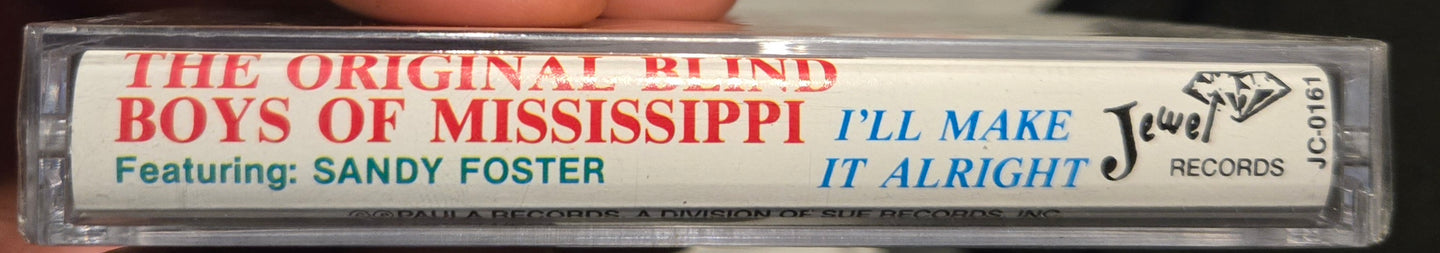 THE ORIGINAL BLIND
BOYS OF MISSISSIPPI
Featuring: SANDY FOSTER
I'LL MAKE
IT ALRIGHT
Jewel
RECORDS
JC-0161
©℗ PAULA RECORDS, A DIVISION OF SUE RECORDS, INC.